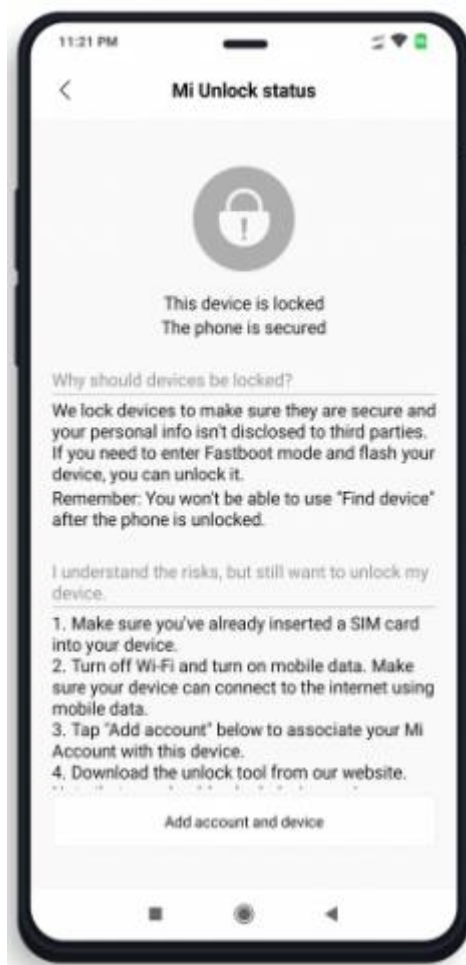 11:21 PM
Mi Unlock status
This device is locked
The phone is secured
Why should devices be locked?
We lock devices to make sure they are secure and
your personal info isn't disclosed to third parties.
If you need to enter Fastboot mode and flash your
device, you can unlock it.
Remember: You won't be able to use "Find device"
after the phone is unlocked.
I understand the risks, but still want to unlock my
device.
1. Make sure you've already inserted a SIM card
into your device.
2. Turn off Wi-Fi and turn on mobile data. Make
sure your device can connect to the internet using
mobile data.
3. Tap "Add account" below to associate your Mi
Account with this device.
4. Download the unlock tool from our website.
Add account and device